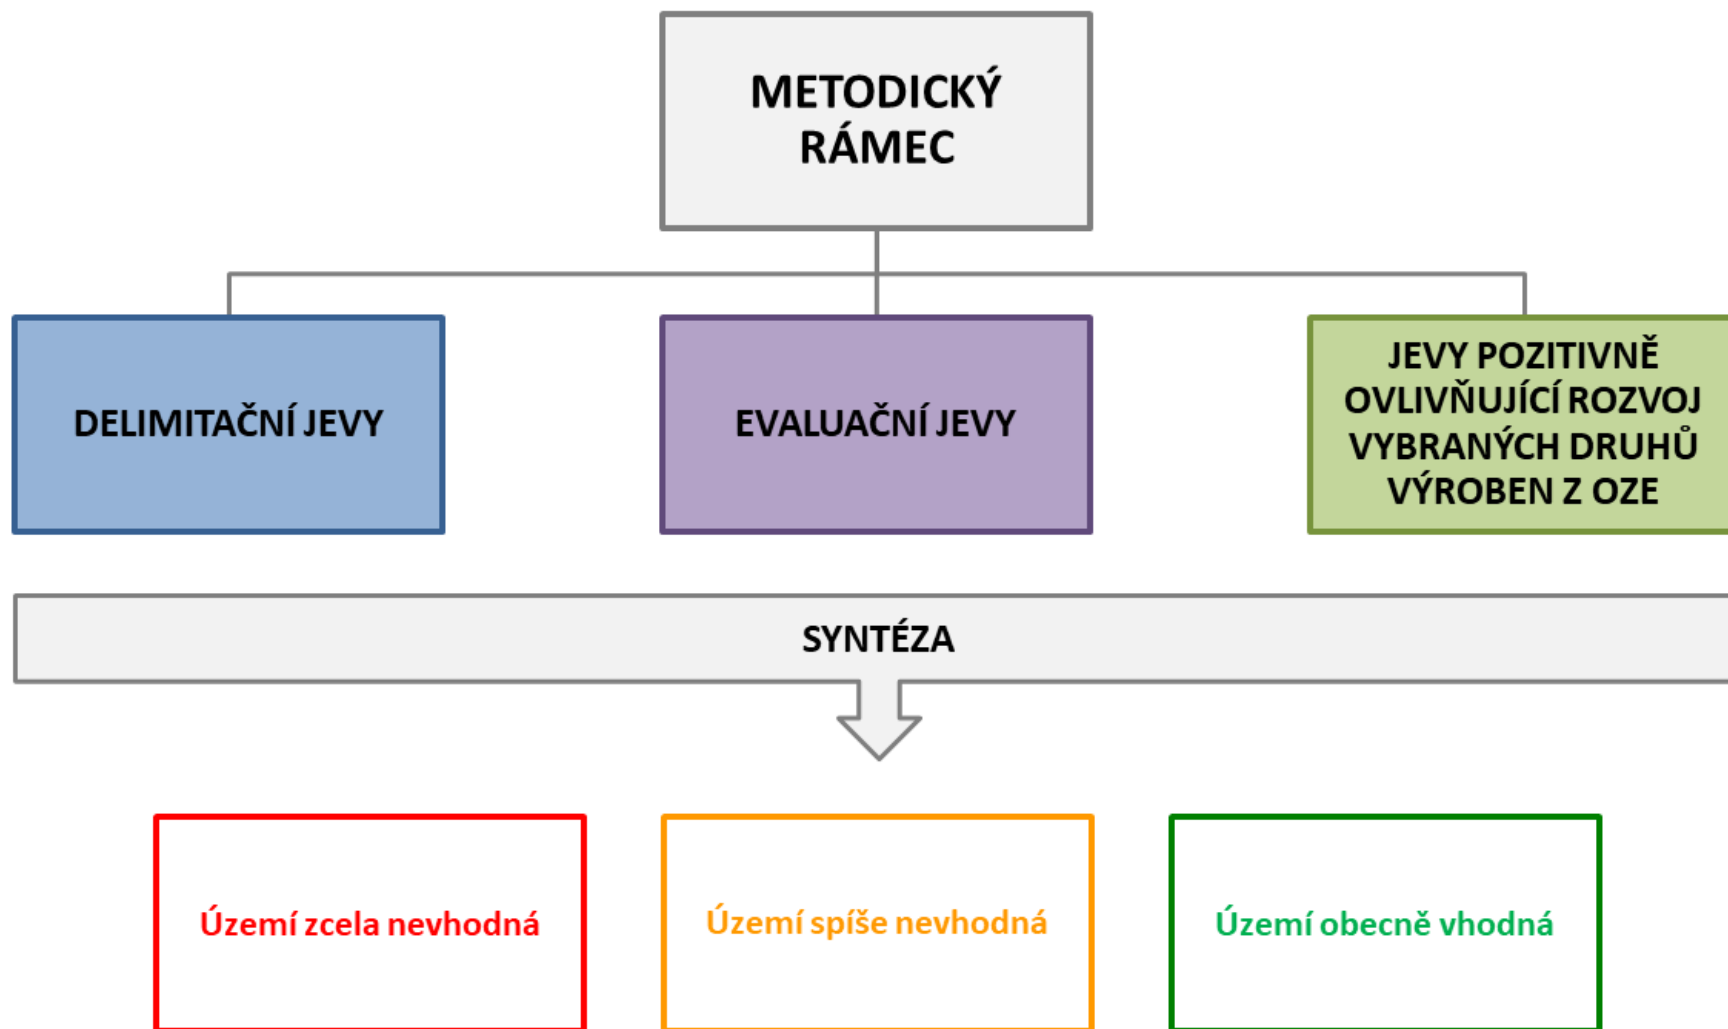 METODICKÝ
RÁMEC
DELIMITAČNÍ JEVY
EVALUAČNÍ JEVY
JEVY POZITIVNĚ
OVLIVŇUJÍCÍ ROZVOJ
VYBRANÝCH DRUHŮ
VÝROBEN Z OZE
SYNTÉZA
Území zcela nevhodná
Území spíše nevhodná
Území obecně vhodná